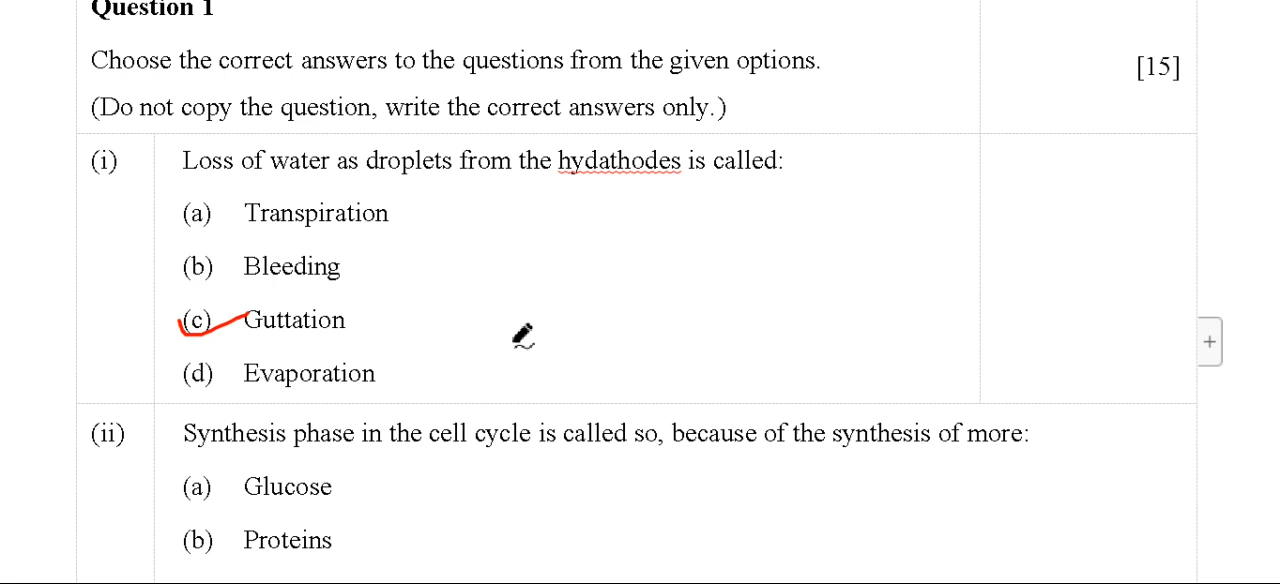 Question 1
Choose the correct answers to the questions from the given options.
[15]
(Do not copy the question, write the correct answers only.)
(i) Loss of water as droplets from the hydathodes is called:
(a) Transpiration
(b) Bleeding
(c) Guttation
(d) Evaporation
(ii) Synthesis phase in the cell cycle is called so, because of the synthesis of more:
(a) Glucose
(b) Proteins